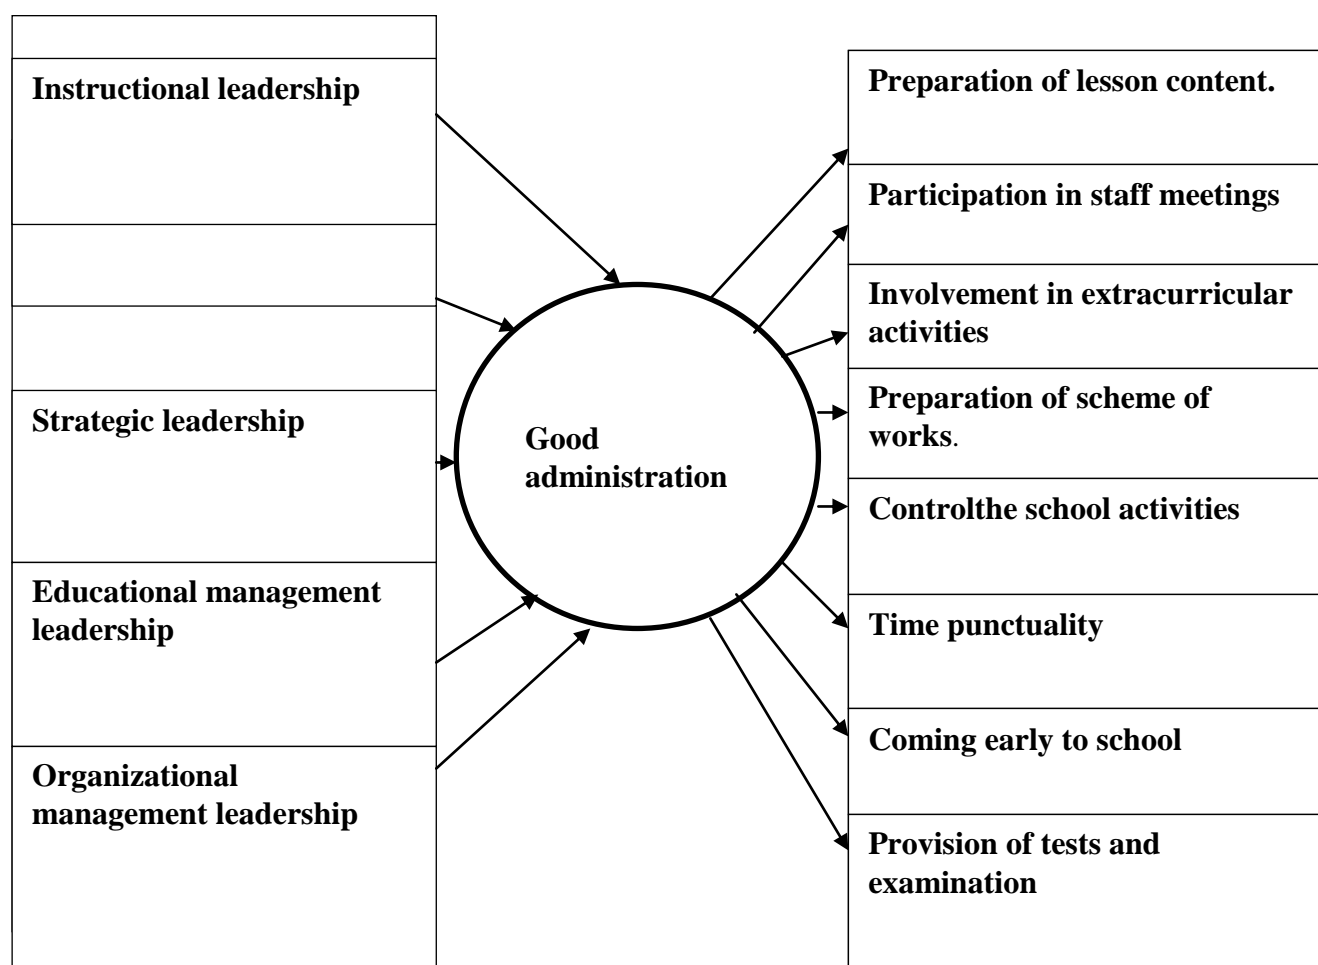 Instructional leadership
Strategic leadership
Educational management
leadership
Organizational
management leadership
Good
administration
Preparation of lesson content.
Participation in staff meetings
Involvement in extracurricular
activities
Preparation of scheme of
works.
Controlthe school activities
Time punctuality
Coming early to school
Provision of tests and
examination